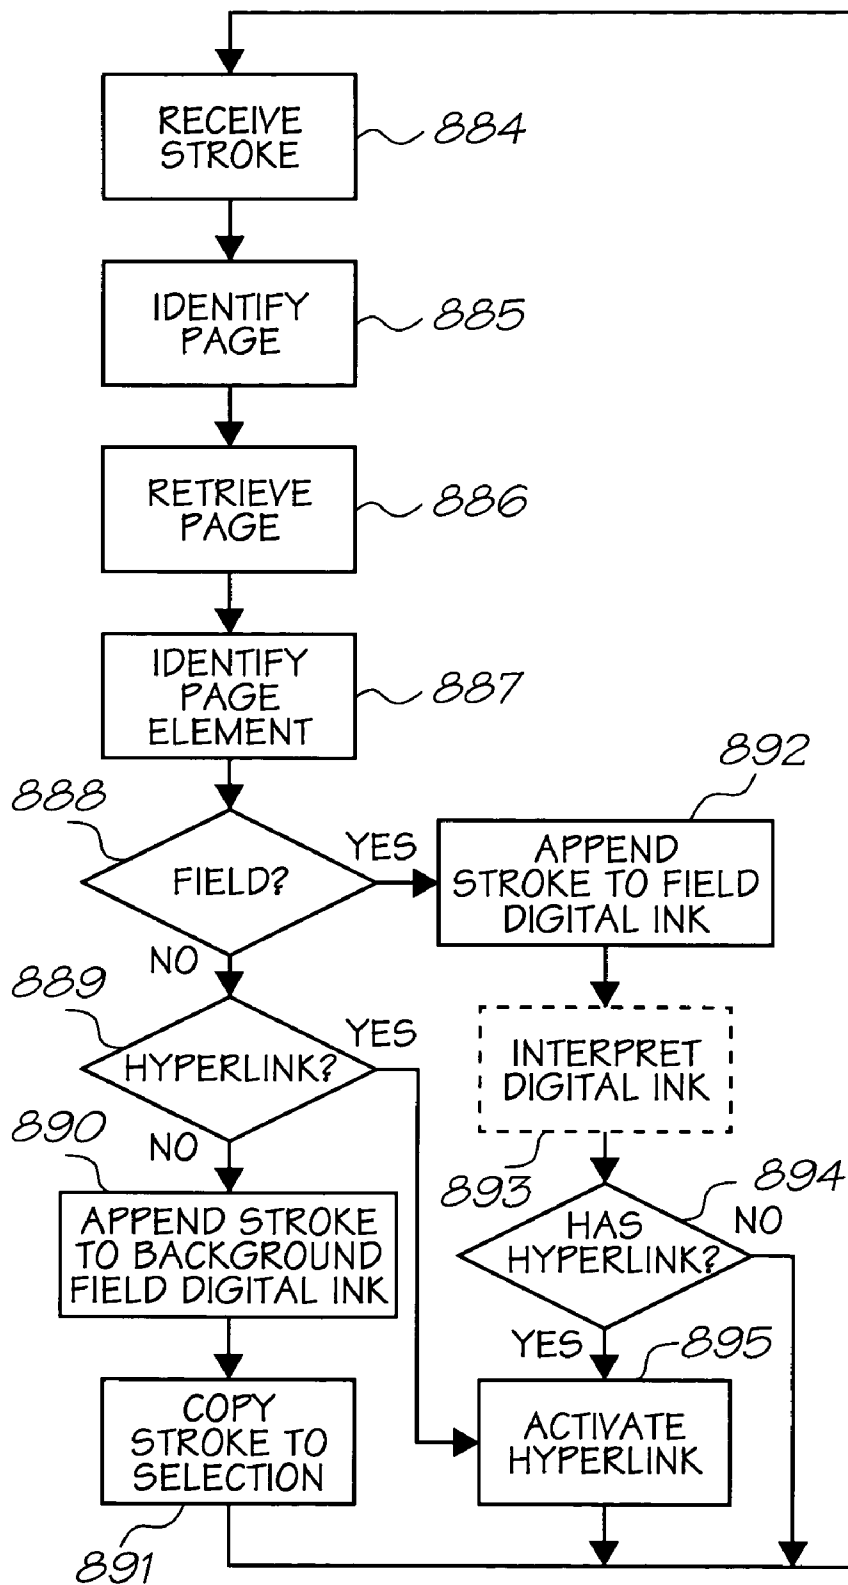 RECEIVE
STROKE
884
IDENTIFY
PAGE
885
RETRIEVE
PAGE
886
IDENTIFY
PAGE
ELEMENT
887
888
FIELD?
YES
NO
892
APPEND
STROKE TO FIELD
DIGITAL INK
889
HYPERLINK?
YES
NO
INTERPRET
DIGITAL INK
893
890
APPEND STROKE
TO BACKGROUND
FIELD DIGITAL INK
894
HAS
HYPERLINK?
NO
YES
COPY
STROKE TO
SELECTION
891
895
ACTIVATE
HYPERLINK